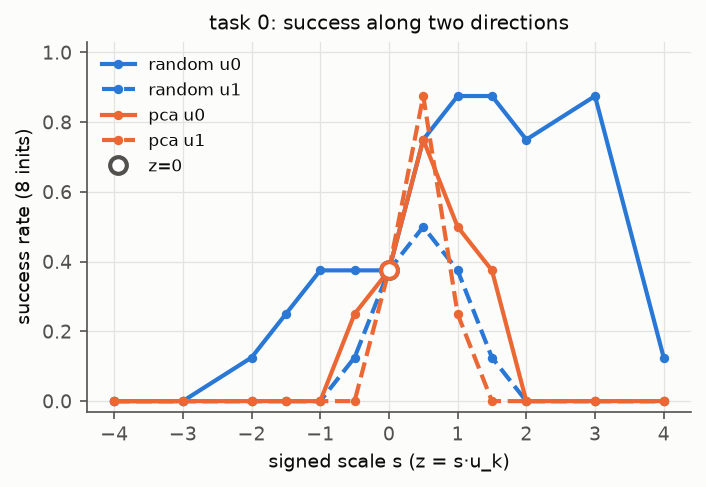 task 0: success along two directions
random u0
random u1
pca u0
pca u1
z=0
success rate (8 inits)
1.0
0.8
0.6
0.4
0.2
0.0
−4 −3 −2 −1 0 1 2 3 4
signed scale s (z = s·u_k)